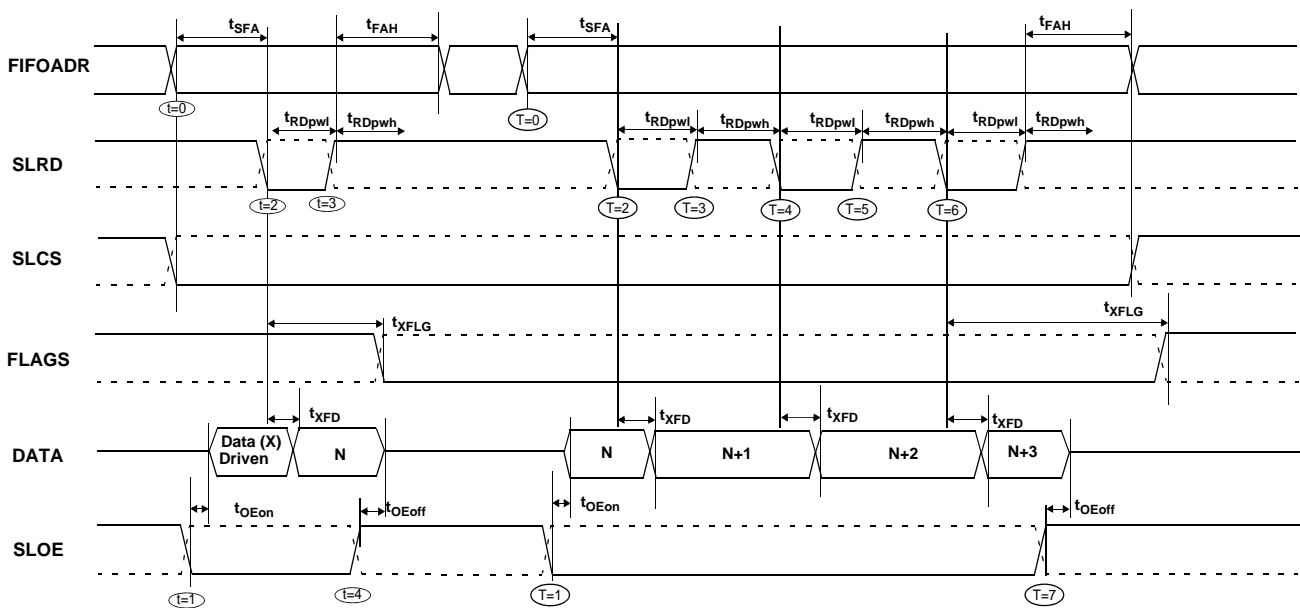 tSFA tFAH tSFA tFAH
FIFOADR
t=0 T=0
tRDpwl tRDpwh tRDpwl tRDpwh tRDpwl tRDpwh tRDpwl tRDpwh
SLRD
t=2 t=3 T=2 T=3 T=4 T=5 T=6
SLCS
tXFLG tXFLG
FLAGS
tXFD tXFD tXFD tXFD
DATA
Data (X)
Driven
N N N+1 N+2 N+3
tOEon tOEoff tOEon tOEoff
SLOE
t=1 t=4 T=1 T=7